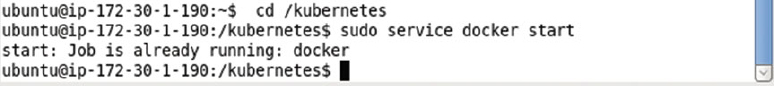 ubuntu@ip-172-30-1-190:~$  cd /kubernetes
ubuntu@ip-172-30-1-190:/kubernetes$ sudo service docker start
start: Job is already running: docker
ubuntu@ip-172-30-1-190:/kubernetes$